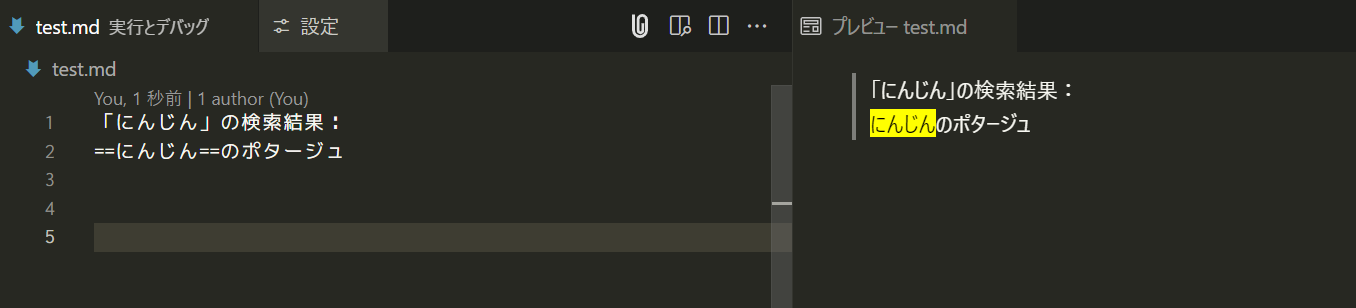 test.md 実行とデバッグ
設定
プレビュー test.md
test.md
You, 1 秒前 | 1 author (You)
1 「にんじん」の検索結果：
2 ==にんじん==のポタージュ
3
4
5
「にんじん」の検索結果：
にんじんのポタージュ